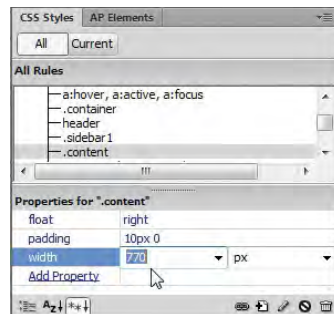 CSS Styles AP Elements
All Current
All Rules
a:hover, a:active, a:focus
.container
header
.sidebar1
.content
Properties for ".content"
float right
padding 10px 0
width 770 px
Add Property
Az↓ **↓